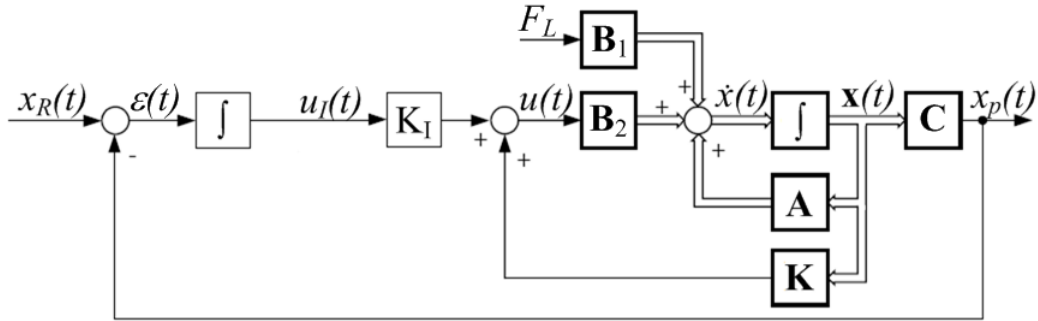 F_L B₁
x_R(t) ε(t) ∫ u_I(t) K_I + u(t) B₂ + + ẋ(t) ∫ x(t) C x_p(t)
- + +
A
K